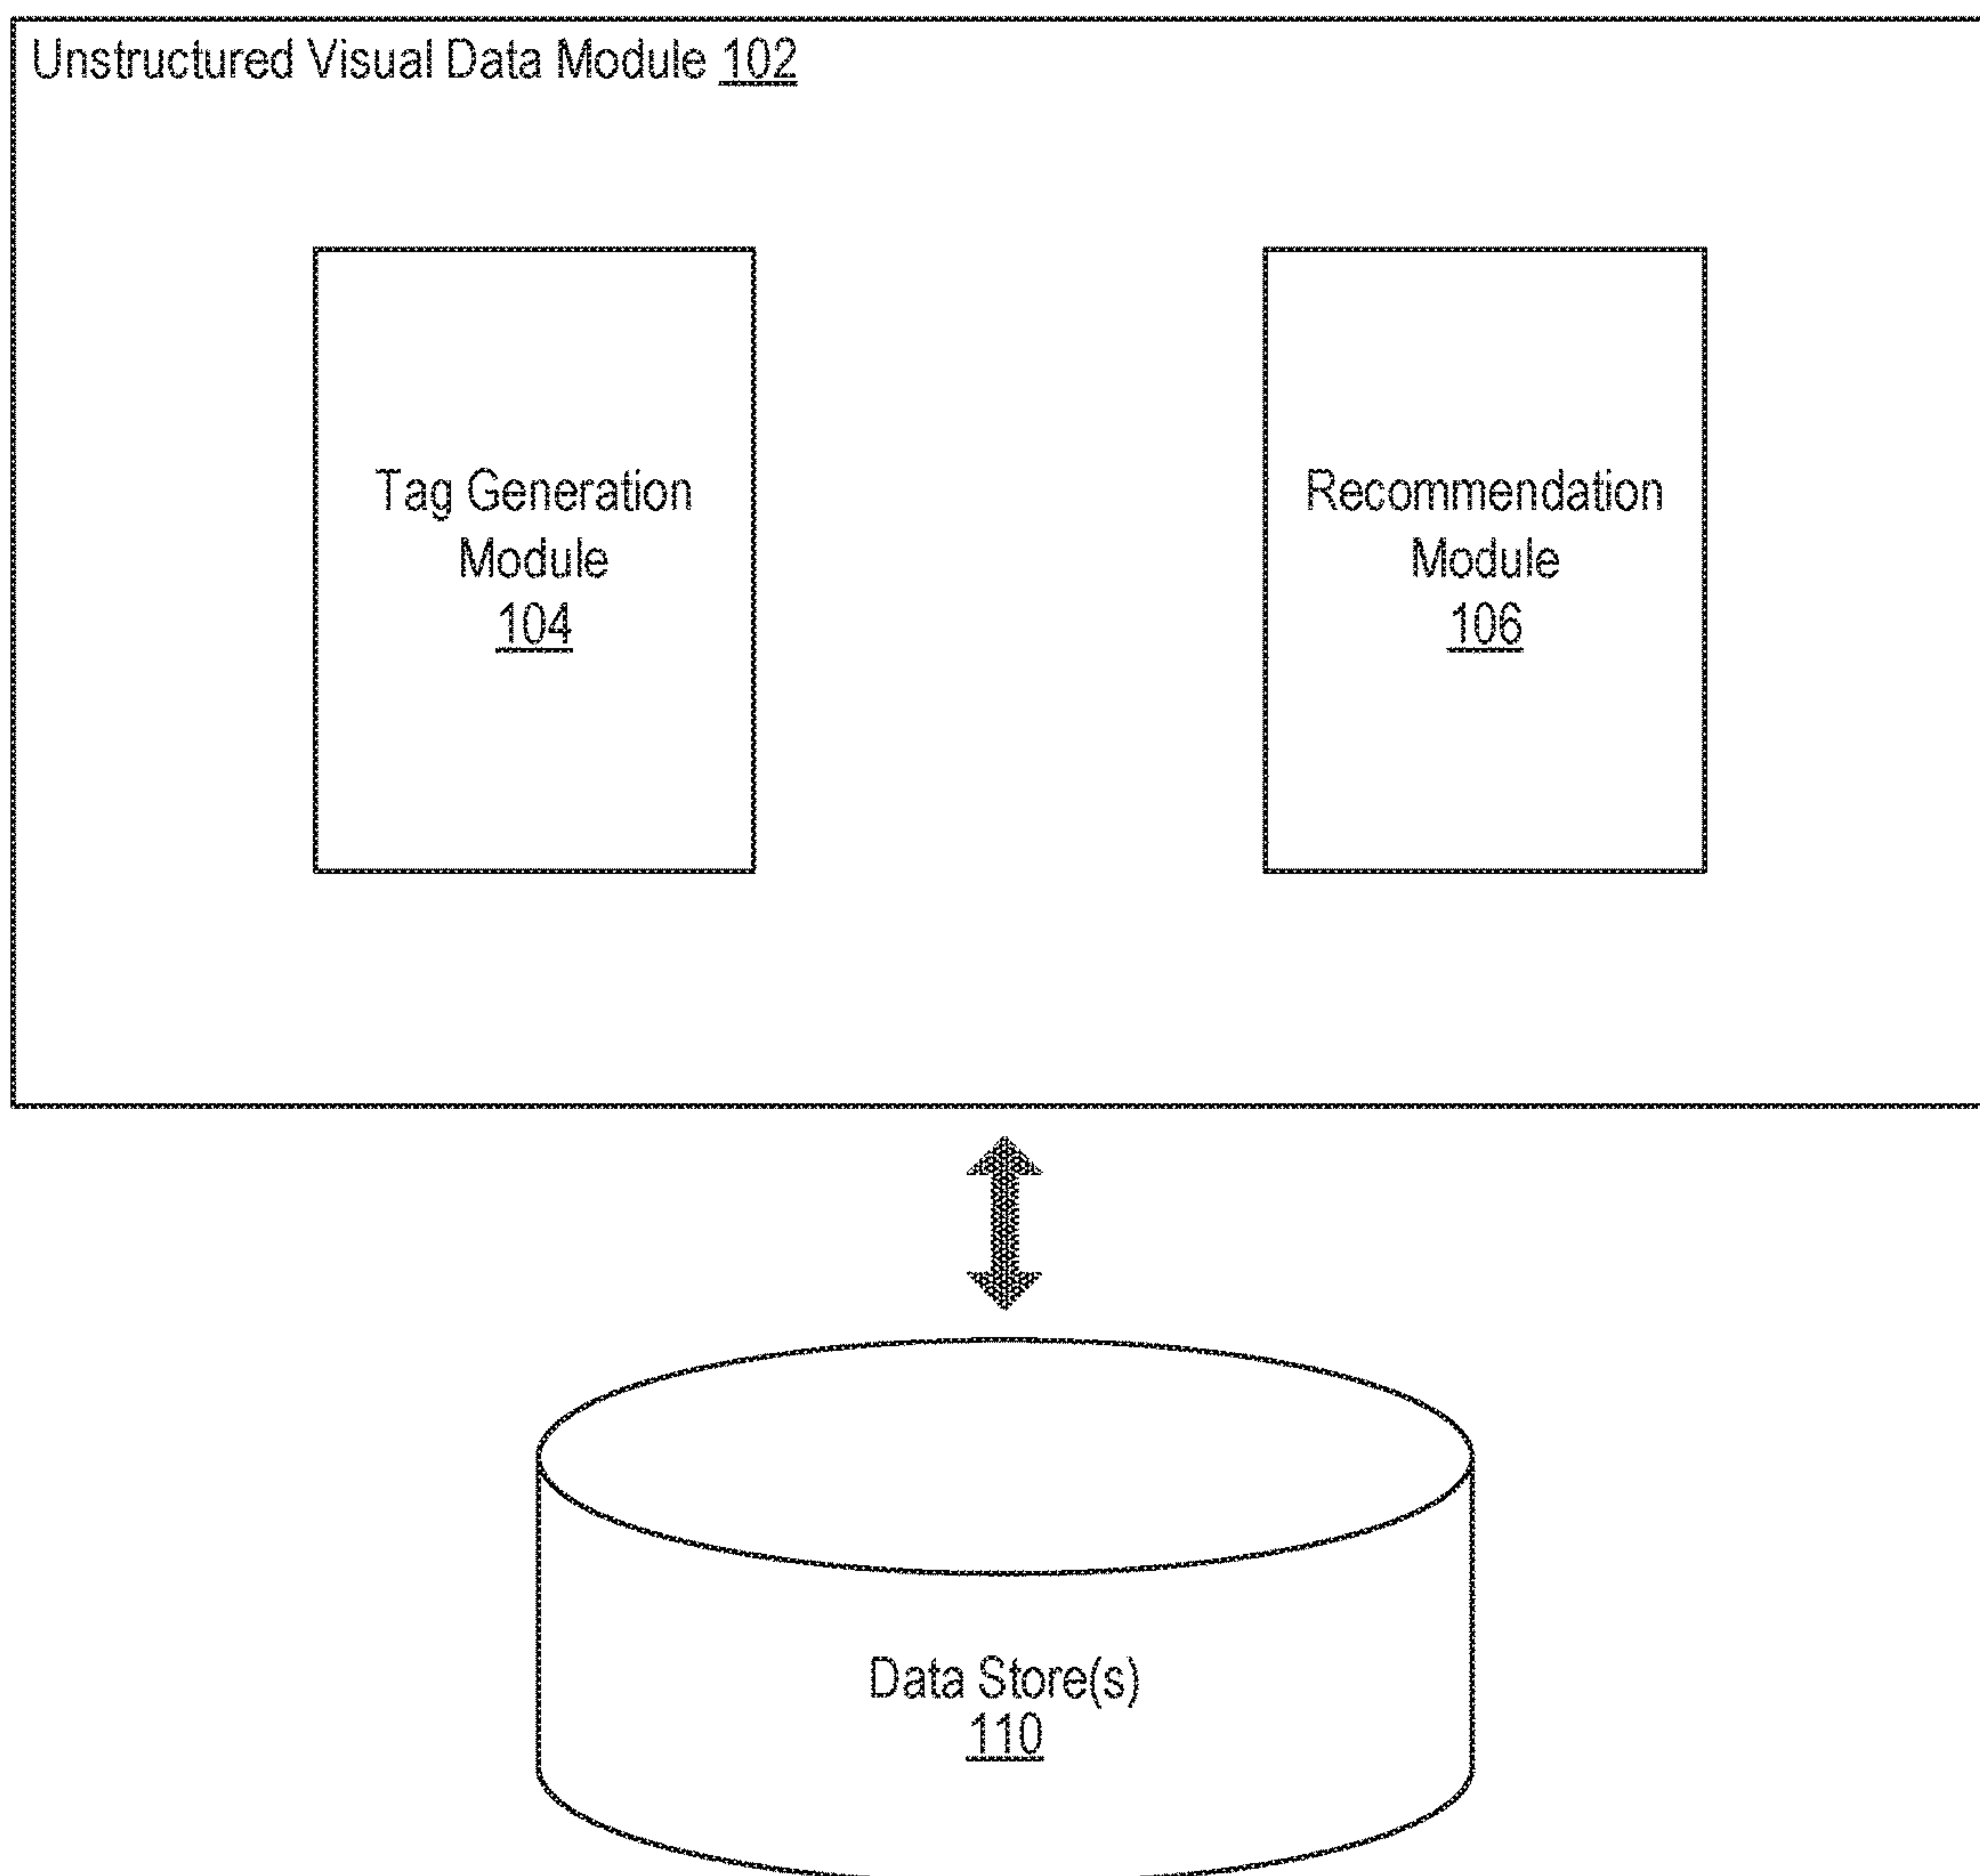 Unstructured Visual Data Module 102
Tag Generation
Module
104
Recommendation
Module
106
Data Store(s)
110